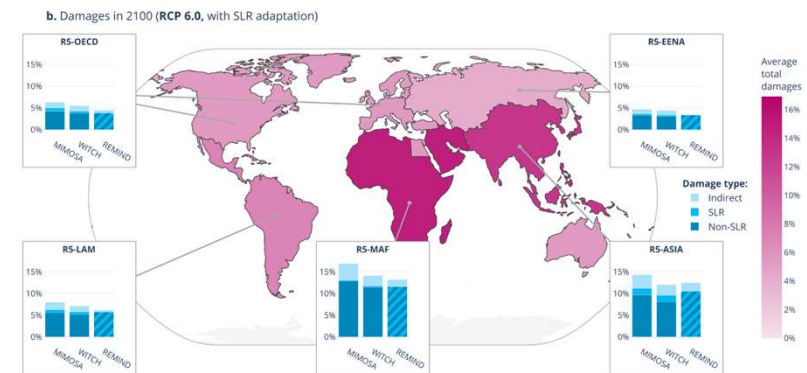 b. Damages in 2100 (RCP 6.0, with SLR adaptation)
R5-OECD
15%
10%
5%
0%
MIMOSA
WITCH
REMIND
R5-EENA
15%
10%
5%
0%
MIMOSA
WITCH
REMIND
Average
total
damages
16%
14%
12%
10%
8%
6%
4%
2%
0%
Damage type:
Indirect
SLR
Non-SLR
R5-LAM
15%
10%
5%
0%
MIMOSA
WITCH
REMIND
R5-MAF
15%
10%
5%
0%
MIMOSA
WITCH
REMIND
R5-ASIA
15%
10%
5%
0%
MIMOSA
WITCH
REMIND